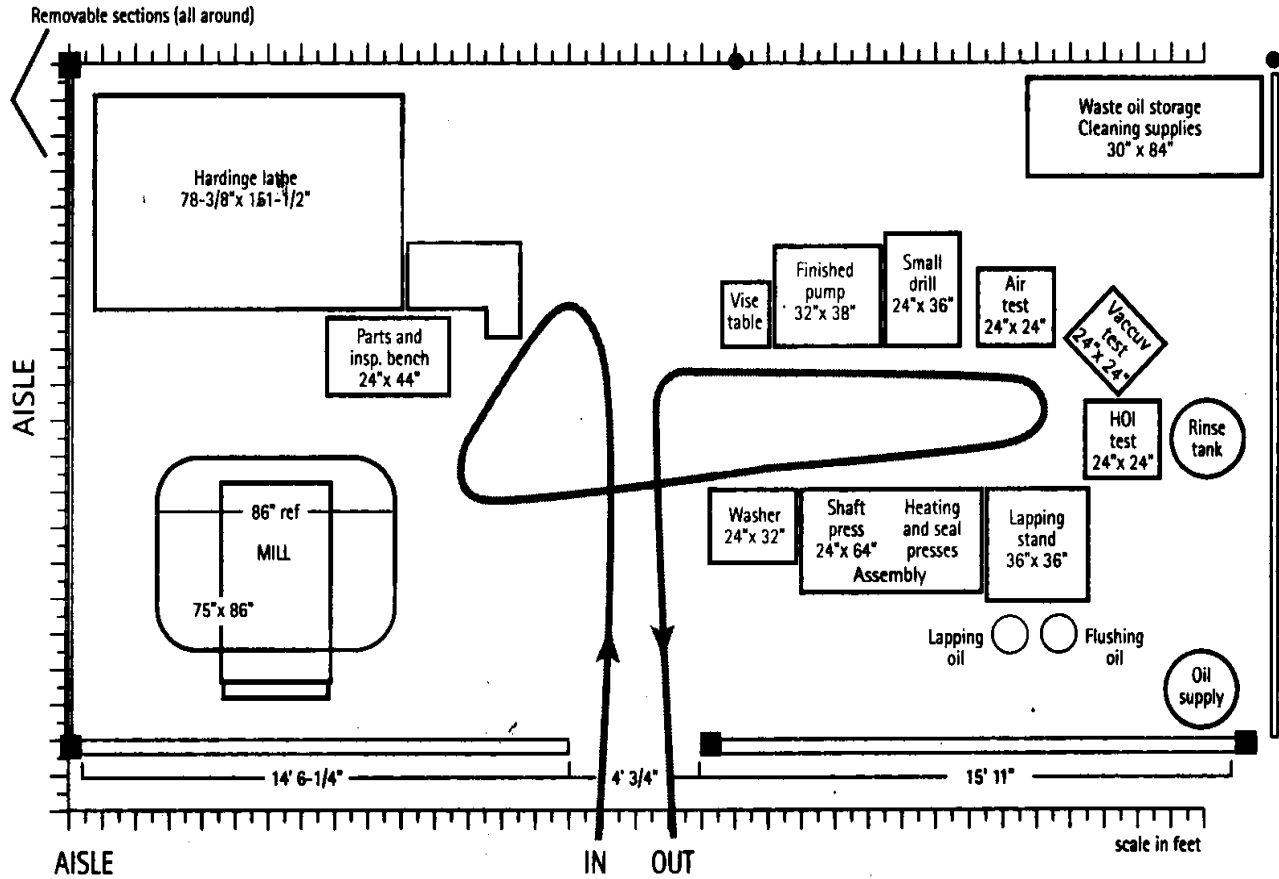 Removable sections (all around)
Waste oil storage
Cleaning supplies
30" x 84"
Hardinge lathe
78-3/8"x 161-1/2"
Finished
pump
32"x 38"
Small
drill
24"x 36"
Vise
table
Air
test
24"x 24"
Vaccuv
test
24"x 24"
Parts and
insp. bench
24"x 44"
AISLE
HOI
test
24"x 24"
Rinse
tank
86" ref
MILL
75"x 86"
Washer
24"x 32"
Shaft
press
24"x 64"
Heating
and seal
presses
Assembly
Lapping
stand
36"x 36"
Lapping
oil
Flushing
oil
Oil
supply
14' 6-1/4"
4' 3/4"
15' 11"
scale in feet
AISLE
IN
OUT